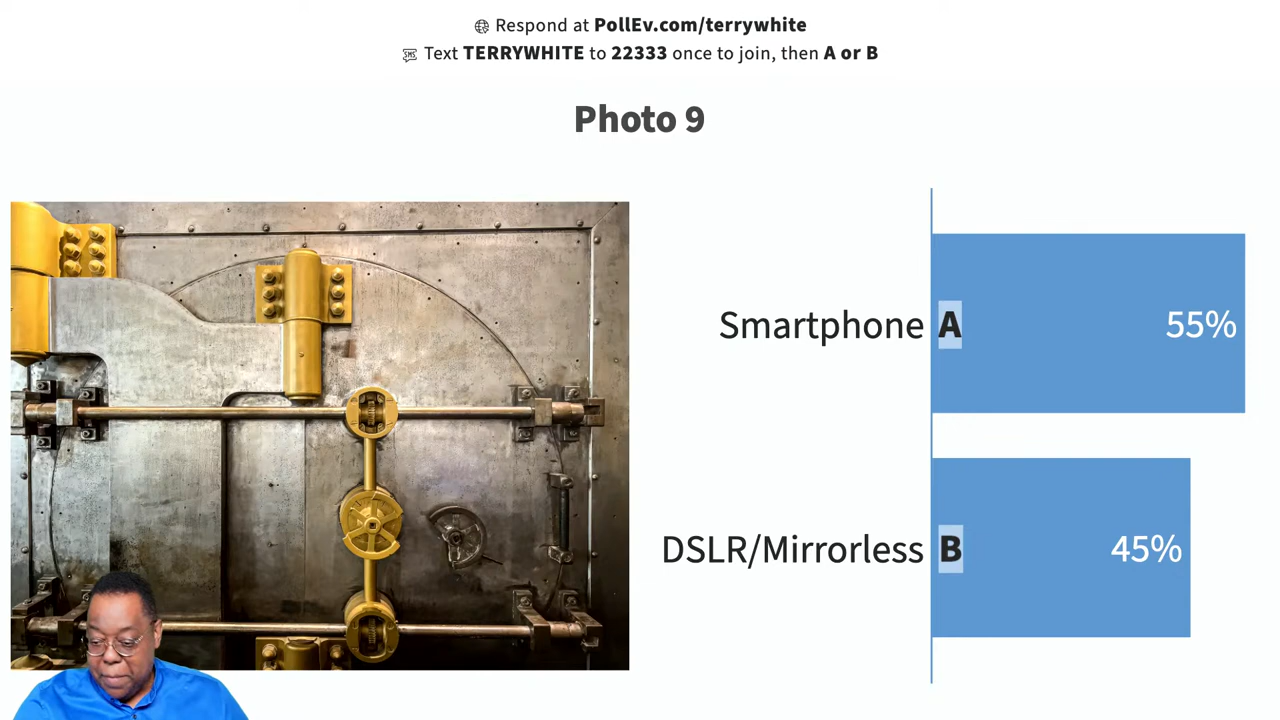 Respond at PollEv.com/terrywhite
Text TERRYWHITE to 22333 once to join, then A or B
Photo 9
Smartphone A 55%
DSLR/Mirrorless B 45%